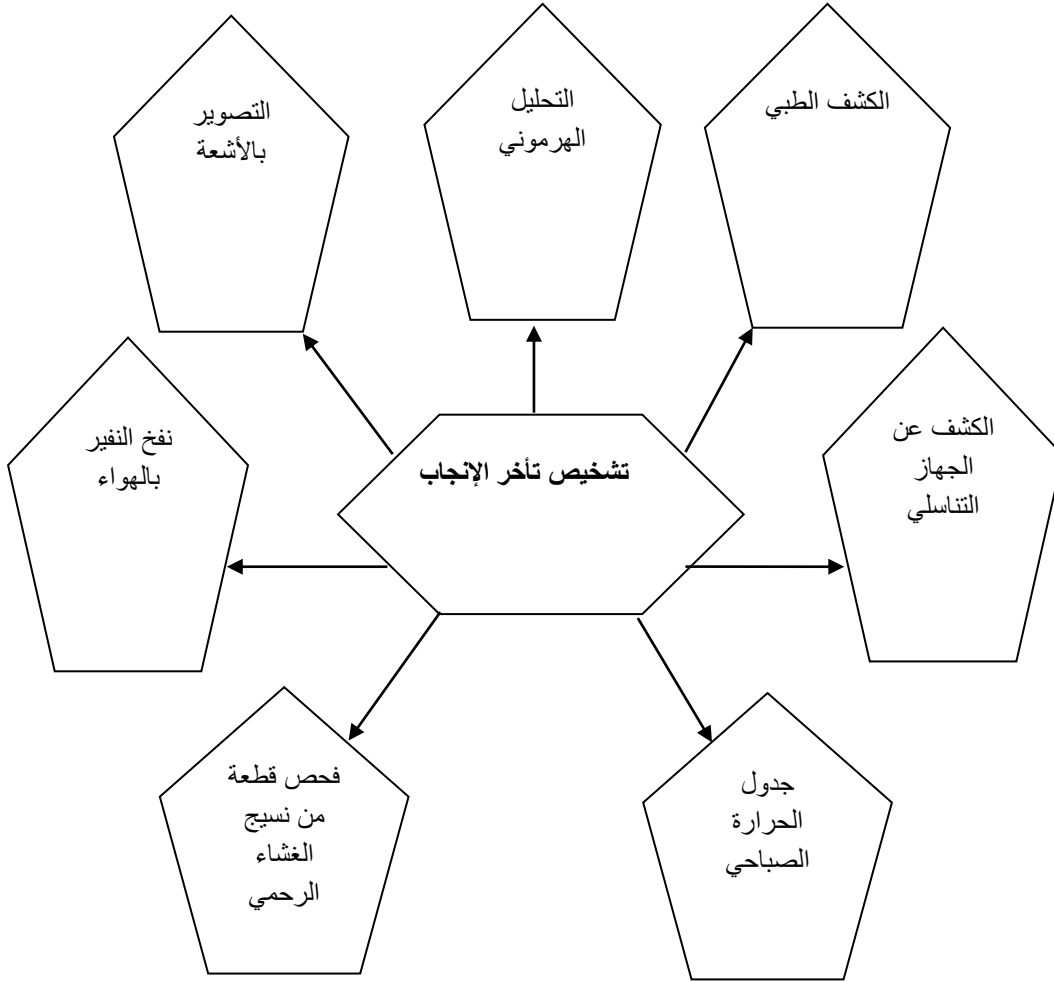 الكشف الطبي
التحليل
الهرموني
التصوير
بالأشعة
تشخيص تأخر الإنجاب
الكشف عن
الجهاز
التناسلي
نفخ النفير
بالهواء
جدول
الحرارة
الصباحي
فحص قطعة
من نسيج
الغشاء
الرحمي